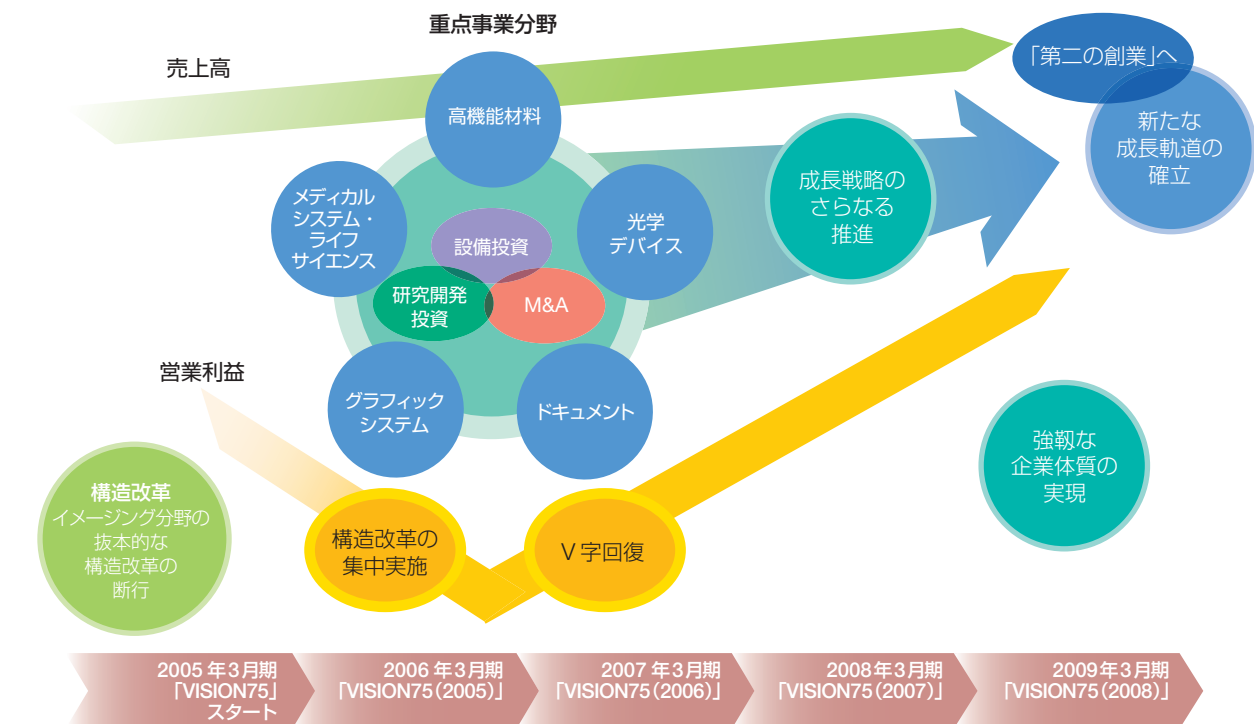 重点事業分野
売上高
「第二の創業」へ
新たな
成長軌道の
確立
高機能材料
メディカル
システム・
ライフ
サイエンス
光学
デバイス
設備投資
研究開発
投資
M&A
グラフィック
システム
ドキュメント
成長戦略の
さらなる
推進
営業利益
構造改革
イメージング分野の
抜本的な
構造改革の
断行
構造改革の
集中実施
V字回復
強靱な
企業体質の
実現
2005年3月期
「VISION75」
スタート
2006年3月期
「VISION75(2005)」
2007年3月期
「VISION75(2006)」
2008年3月期
「VISION75(2007)」
2009年3月期
「VISION75(2008)」